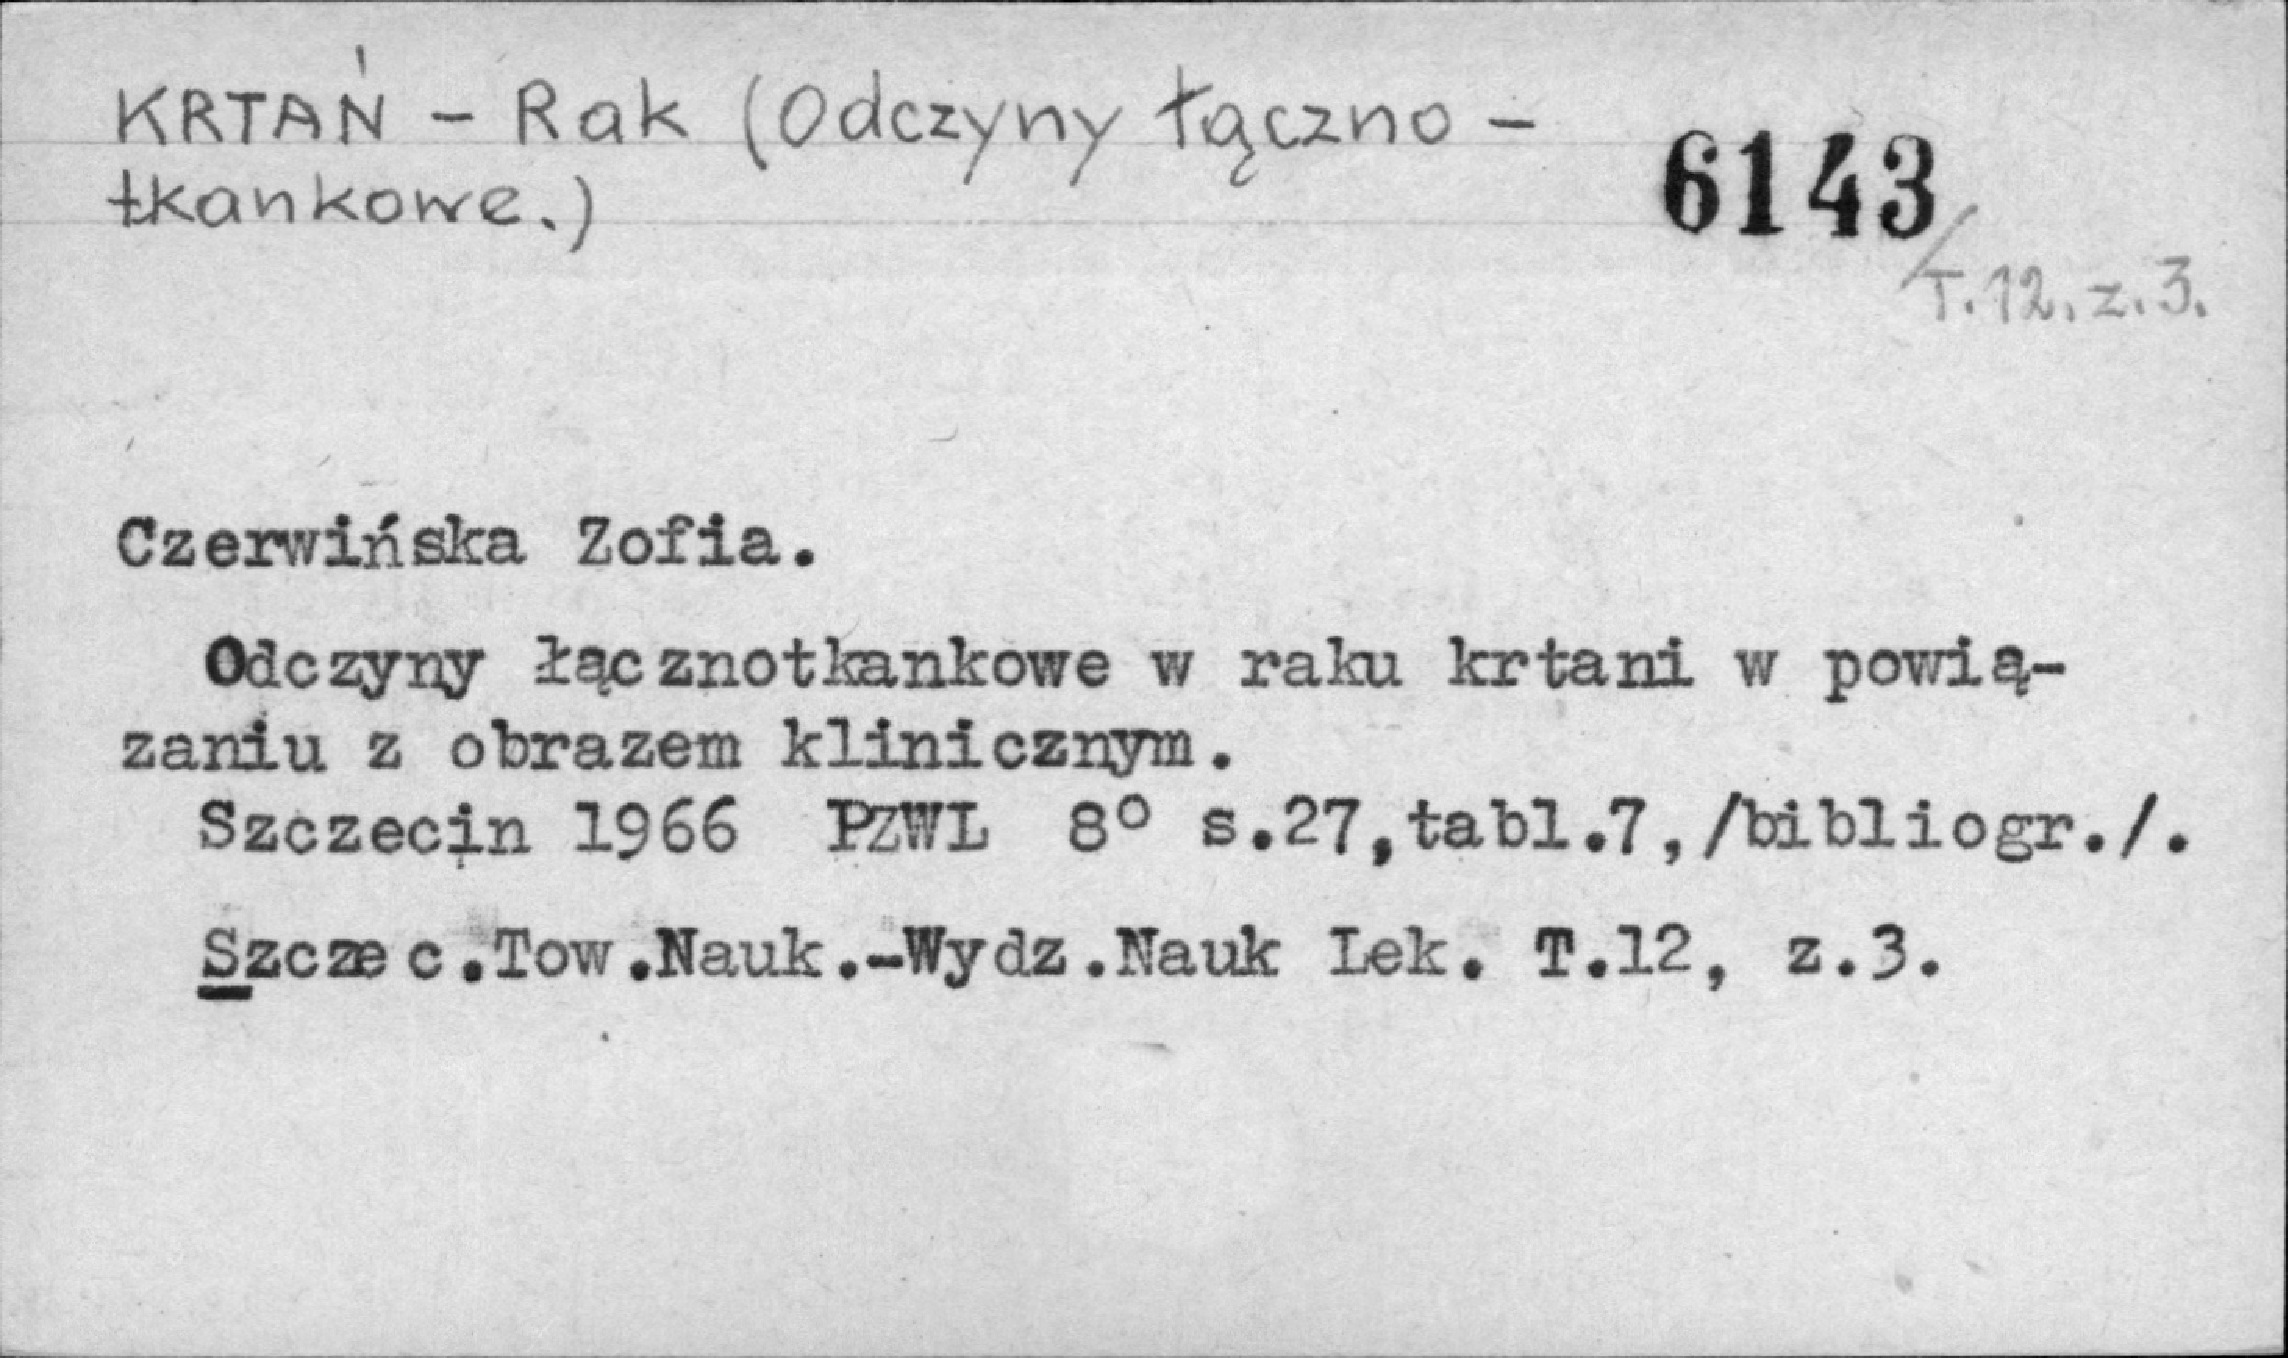 KRTAŃ - Rak (Odczyny łączno -
tkankowe.)
6143
/T.12.z.3.
Czerwińska Zofia.
Odczyny łącznotkankowe w raku krtani w powią-
zaniu z obrazem klinicznym.
Szczecin 1966 PZWL 8° s.27,tabl.7,/bibliogr./.
Szczec.Tow.Nauk.-Wydz.Nauk Lek. T.12, z.3.